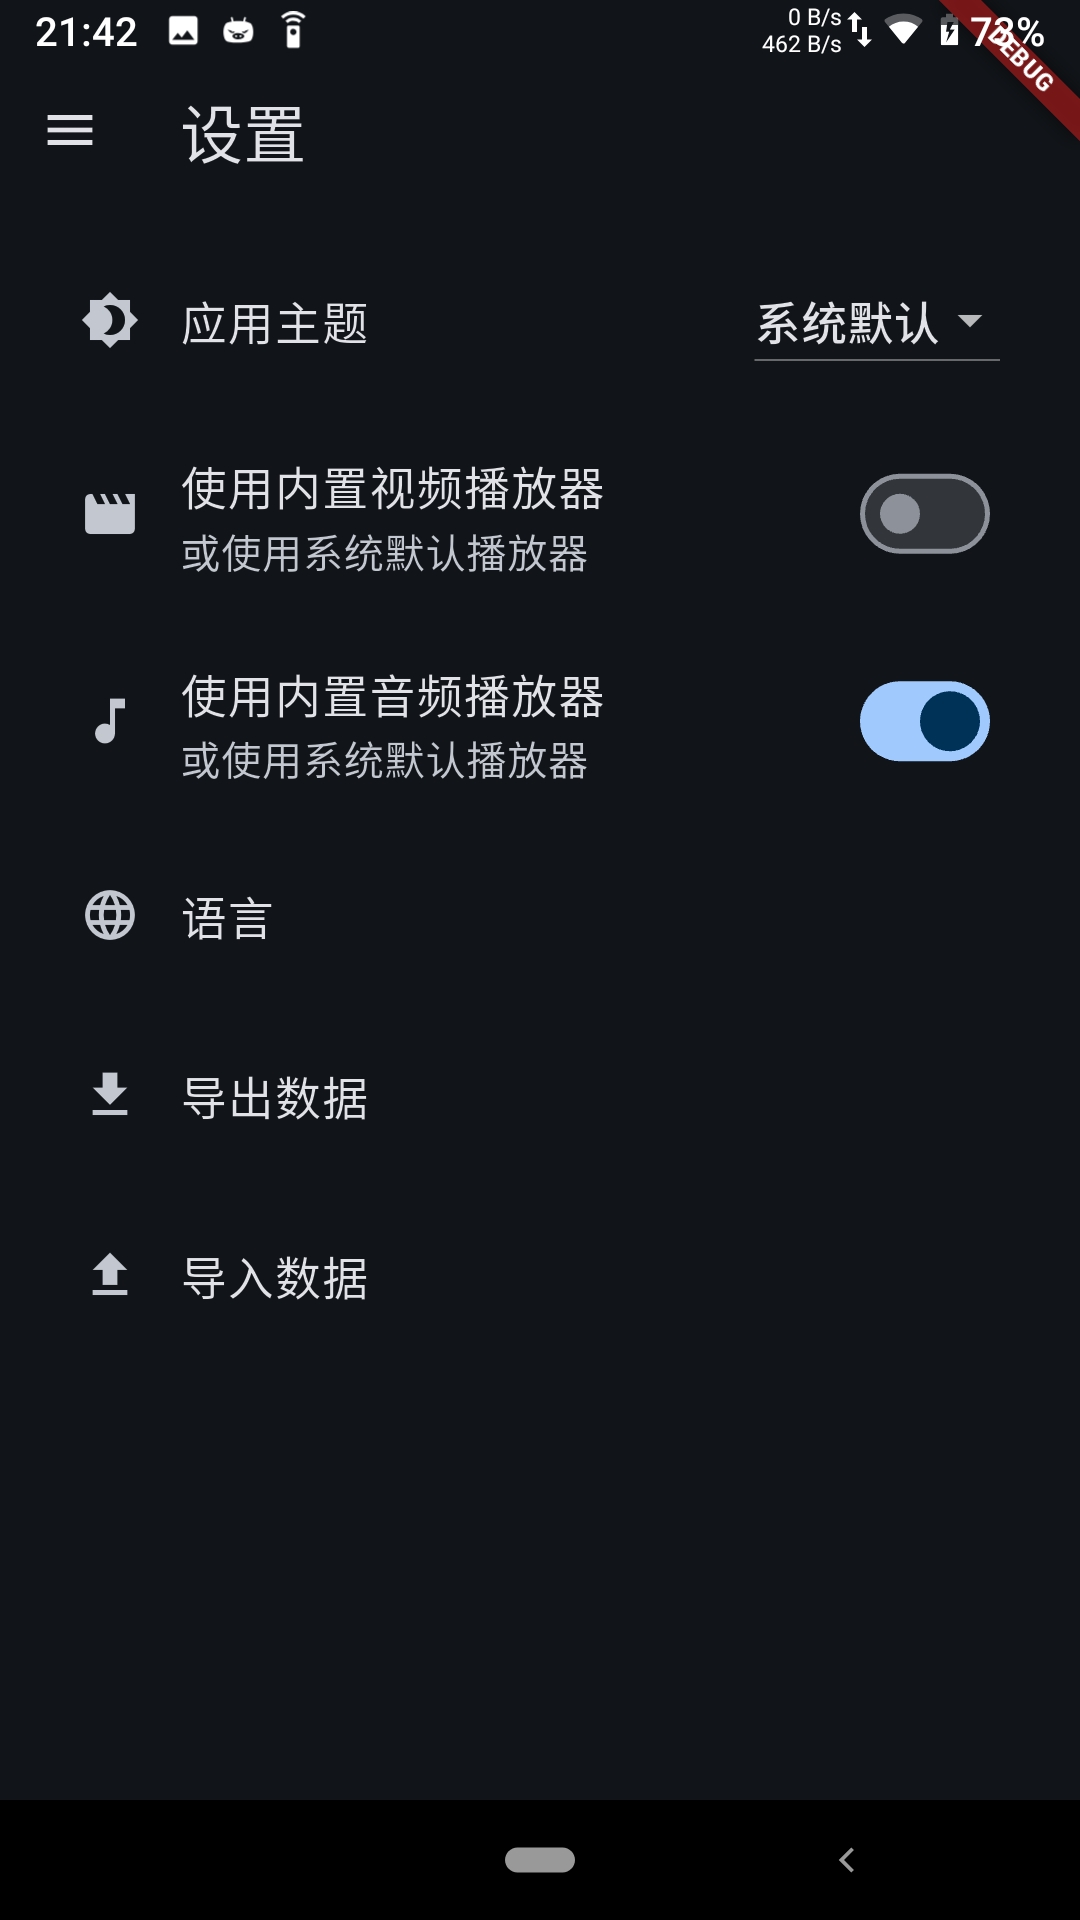 21:42
0 B/s
462 B/s
73%
DEBUG
设置
应用主题
系统默认
使用内置视频播放器
或使用系统默认播放器
使用内置音频播放器
或使用系统默认播放器
语言
导出数据
导入数据